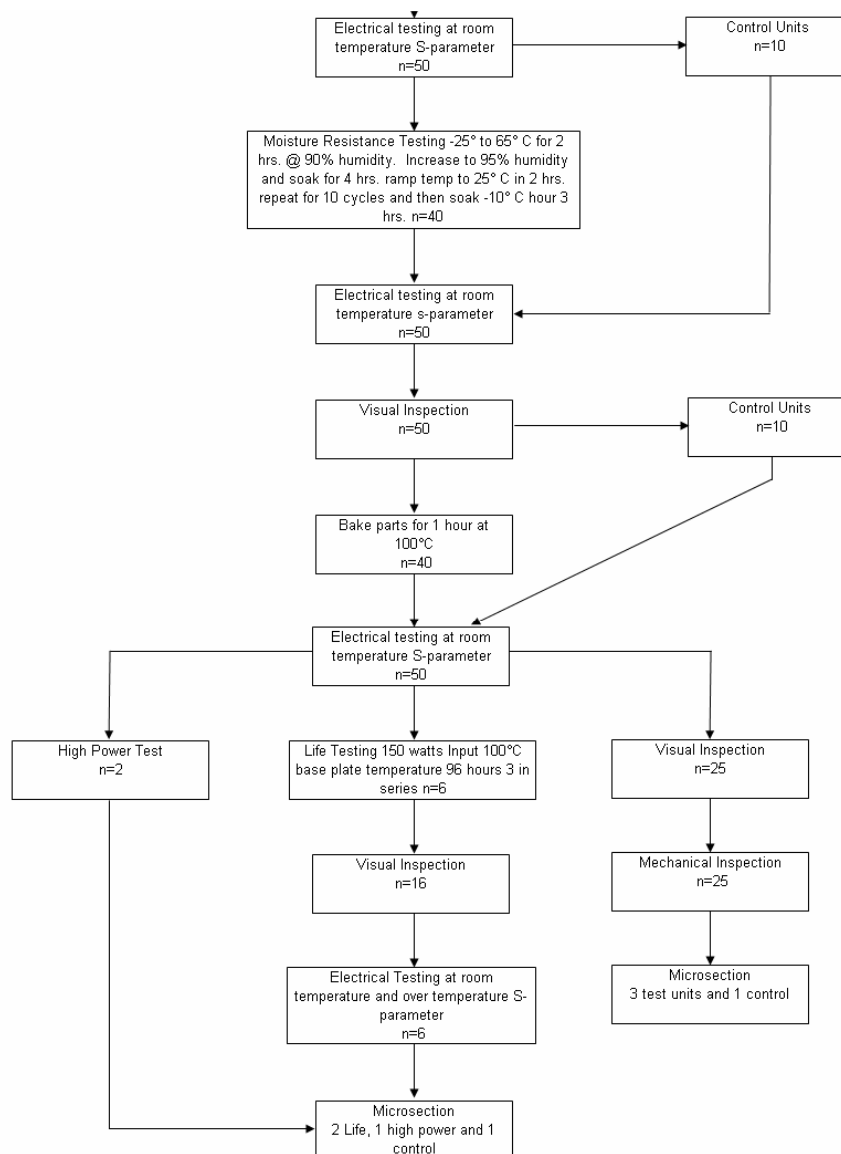 Electrical testing at room
temperature S-parameter
n=50
Control Units
n=10
Moisture Resistance Testing -25° to 65° C for 2
hrs. @ 90% humidity.  Increase to 95% humidity
and soak for 4 hrs. ramp temp to 25° C in 2 hrs.
repeat for 10 cycles and then soak -10° C hour 3
hrs. n=40
Electrical testing at room
temperature s-parameter
n=50
Visual Inspection
n=50
Control Units
n=10
Bake parts for 1 hour at
100°C
n=40
Electrical testing at room
temperature S-parameter
n=50
High Power Test
n=2
Life Testing 150 watts Input 100°C
base plate temperature 96 hours 3 in
series n=6
Visual Inspection
n=25
Visual Inspection
n=16
Mechanical Inspection
n=25
Electrical Testing at room
temperature and over temperature S-
parameter
n=6
Microsection
3 test units and 1 control
Microsection
2 Life, 1 high power and 1
control